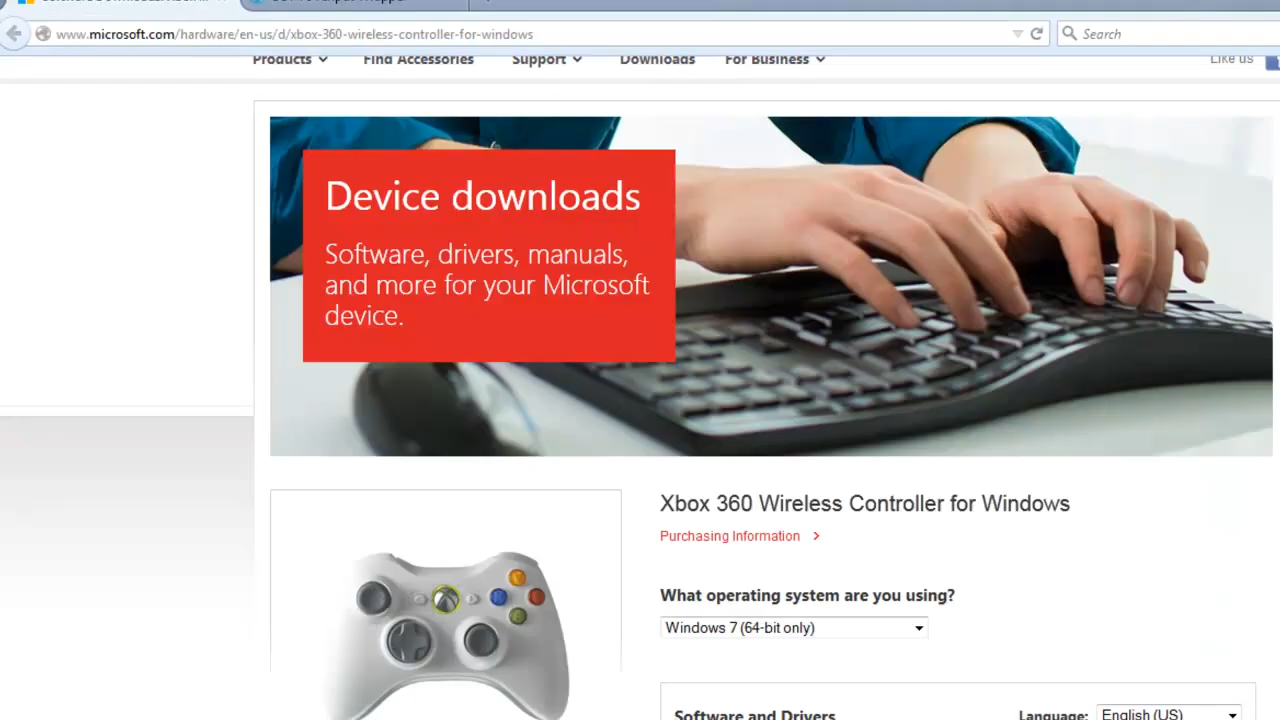 www.microsoft.com/hardware/en-us/d/xbox-360-wireless-controller-for-windows
Search
Products Find Accessories Support Downloads For Business Like us
Device downloads
Software, drivers, manuals,
and more for your Microsoft
device.
Xbox 360 Wireless Controller for Windows
Purchasing Information
What operating system are you using?
Windows 7 (64-bit only)
Software and Drivers
Language: English (US)